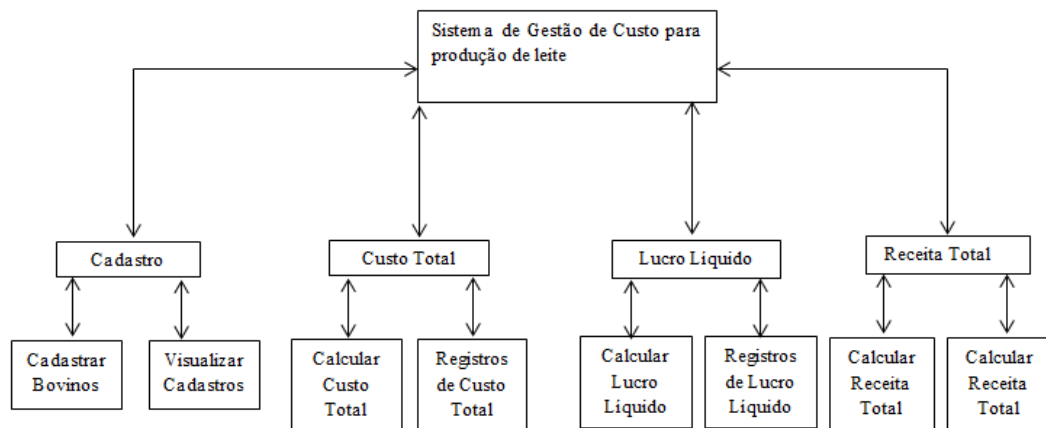 Sistema de Gestão de Custo para
produção de leite
Cadastro
Custo Total
Lucro Líquido
Receita Total
Cadastrar
Bovinos
Visualizar
Cadastros
Calcular
Custo
Total
Registros
de Custo
Total
Calcular
Lucro
Líquido
Registros
de Lucro
Líquido
Calcular
Receita
Total
Calcular
Receita
Total